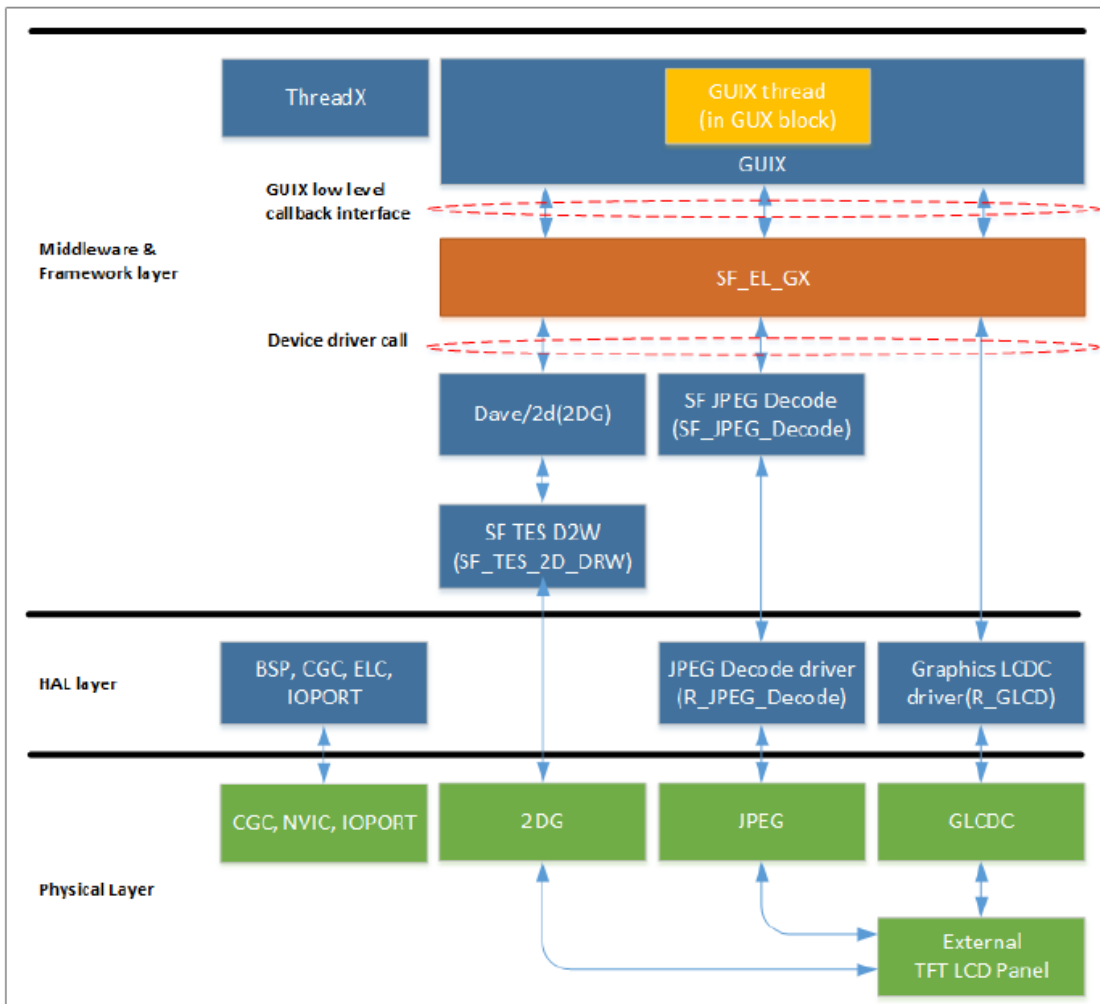 ThreadX
GUIX thread
(in GUX block)
GUIX
GUIX low level
callback interface
Middleware &
Framework layer
SF_EL_GX
Device driver call
Dave/2d(2DG)
SF JPEG Decode
(SF_JPEG_Decode)
SF TES D2W
(SF_TES_2D_DRW)
HAL layer
BSP, CGC, ELC,
IOPORT
JPEG Decode driver
(R_JPEG_Decode)
Graphics LCDC
driver(R_GLCD)
CGC, NVIC, IOPORT
2DG
JPEG
GLCDC
Physical Layer
External
TFT LCD Panel